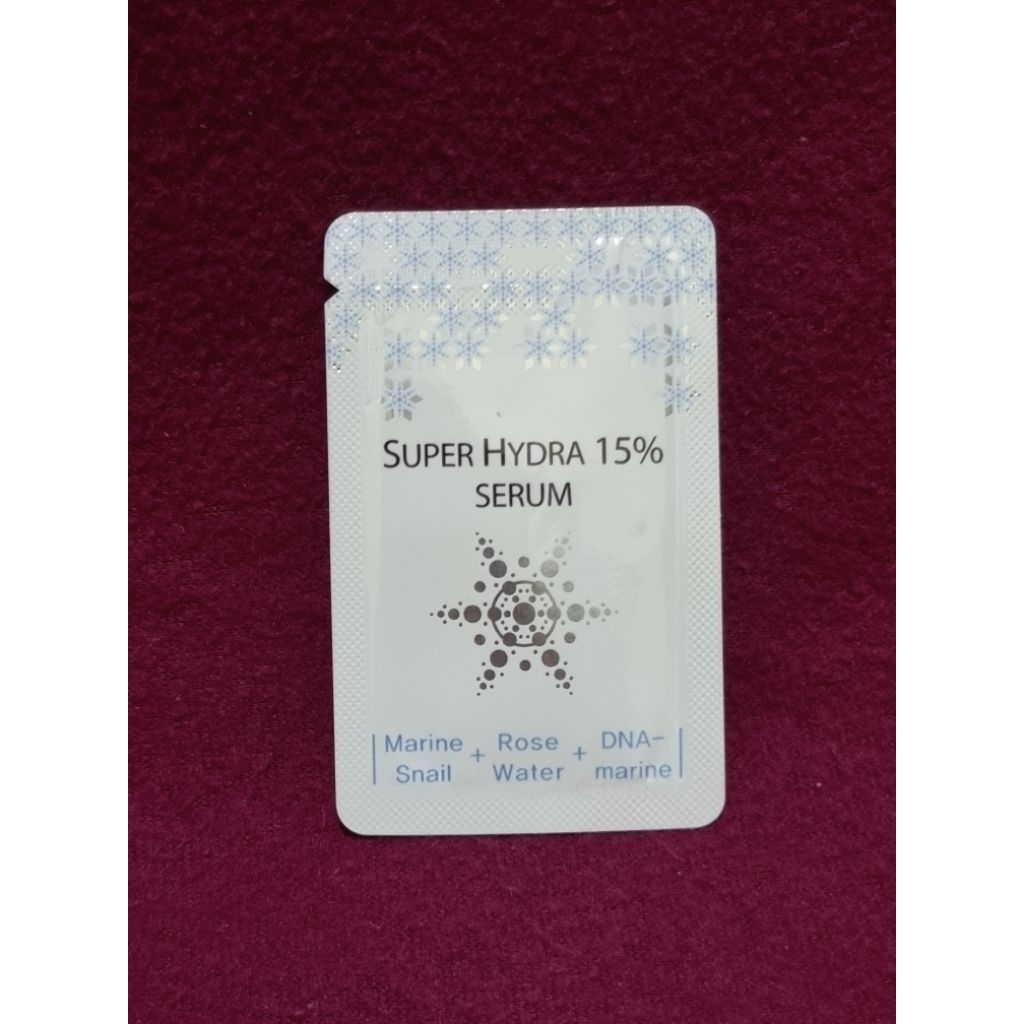 SUPER HYDRA 15%
SERUM
Marine Snail + Rose Water + DNA-marine